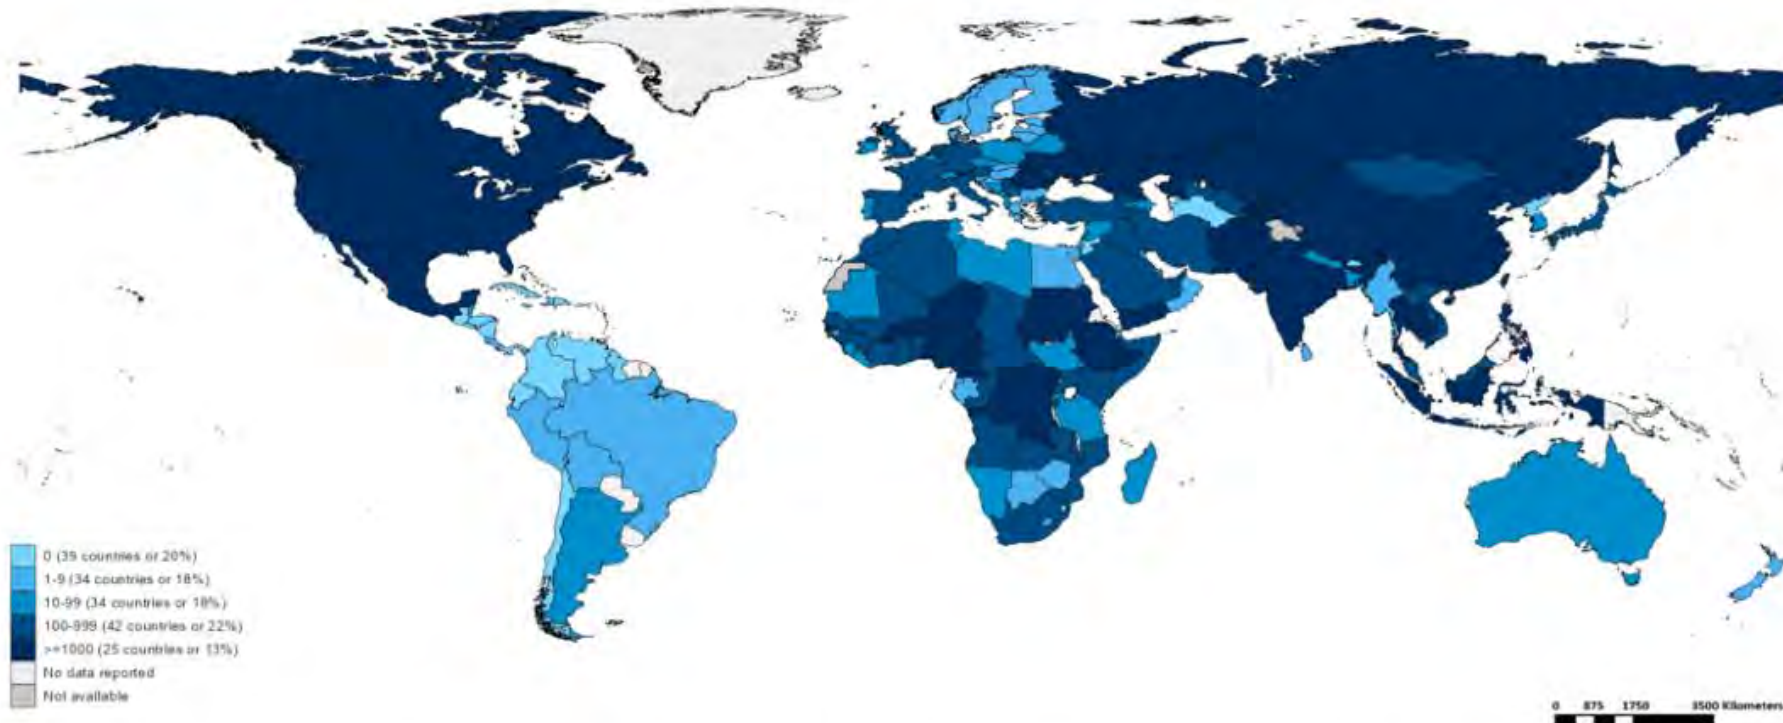 0 (39 countries or 20%)
1-9 (34 countries or 18%)
10-99 (34 countries or 18%)
100-999 (42 countries or 22%)
>=1000 (25 countries or 13%)
No data reported
Not available
0 875 1750 3500 Kilometers